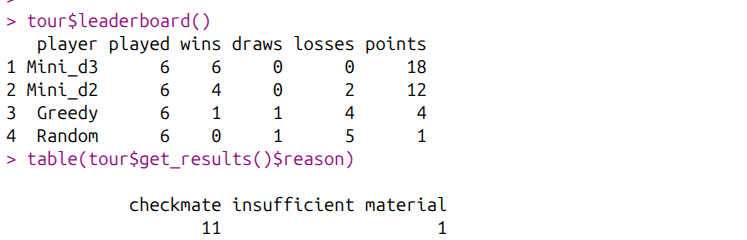 >
> tour$leaderboard()
player played wins draws losses points
1 Mini_d3 6 6 0 0 18
2 Mini_d2 6 4 0 2 12
3 Greedy 6 1 1 4 4
4 Random 6 0 1 5 1
> table(tour$get_results()$reason)
checkmate insufficient material
11 1